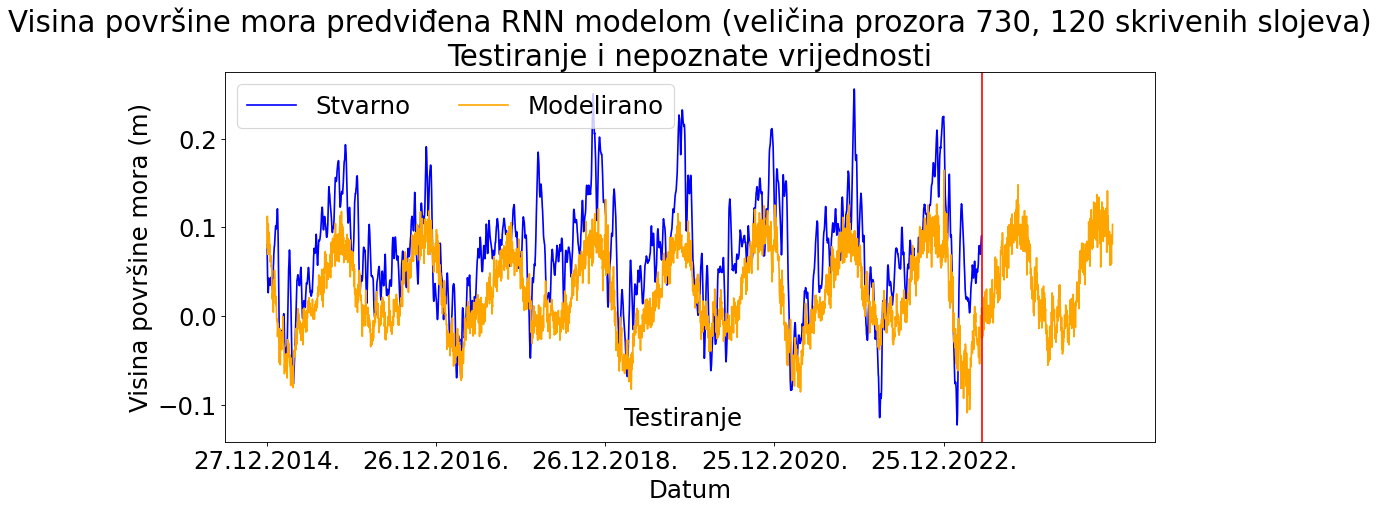 Visina površine mora predviđena RNN modelom (veličina prozora 730, 120 skrivenih slojeva)
Testiranje i nepoznate vrijednosti
Stvarno
Modelirano
Visina površine mora (m)
0.2
0.1
0.0
−0.1
Testiranje
27.12.2014.
26.12.2016.
26.12.2018.
25.12.2020.
25.12.2022.
Datum